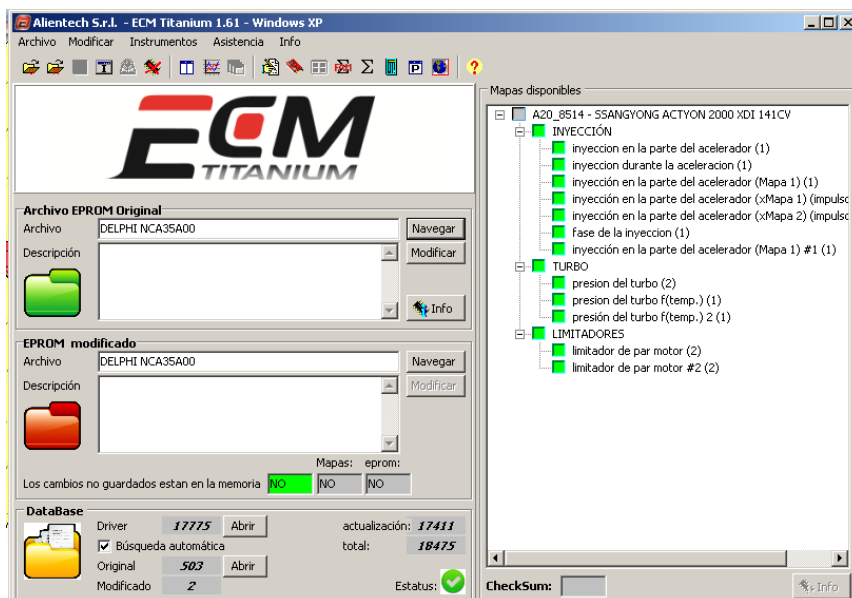 Alientech S.r.l. - ECM Titanium 1.61 - Windows XP
Archivo Modificar Instrumentos Asistencia Info
ECM
TITANIUM
Archivo EPROM Original
Archivo DELPHI NCA35A00 Navegar
Descripción Modificar
Info
EPROM modificado
Archivo DELPHI NCA35A00 Navegar
Descripción Modificar
Mapas: eprom:
Los cambios no guardados estan en la memoria NO NO NO
DataBase
Driver 17775 Abrir actualización: 17411
Búsqueda automática total: 18475
Original 503 Abrir
Modificado 2 Estatus:
Mapas disponibles
A20_8514 - SSANGYONG ACTYON 2000 XDI 141CV
INYECCIÓN
inyeccion en la parte del acelerador (1)
inyeccion durante la aceleracion (1)
inyección en la parte del acelerador (Mapa 1) (1)
inyección en la parte del acelerador (xMapa 1) (impulso
inyección en la parte del acelerador (xMapa 2) (impulso
fase de la inyeccion (1)
inyección en la parte del acelerador (Mapa 1) #1 (1)
TURBO
presion del turbo (2)
presion del turbo f(temp.) (1)
presión del turbo f(temp.) 2 (1)
LIMITADORES
limitador de par motor (2)
limitador de par motor #2 (2)
CheckSum: Info